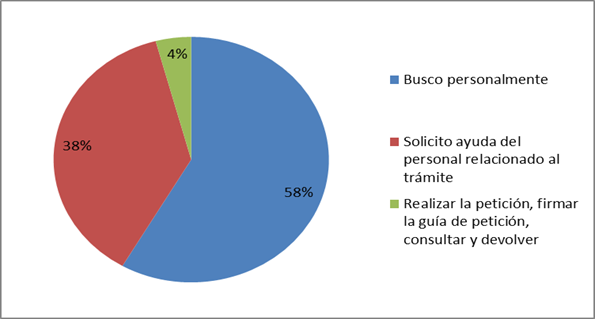 4%
38%
58%
Busco personalmente
Solicito ayuda del
personal relacionado al
trámite
Realizar la petición, firmar
la guía de petición,
consultar y devolver